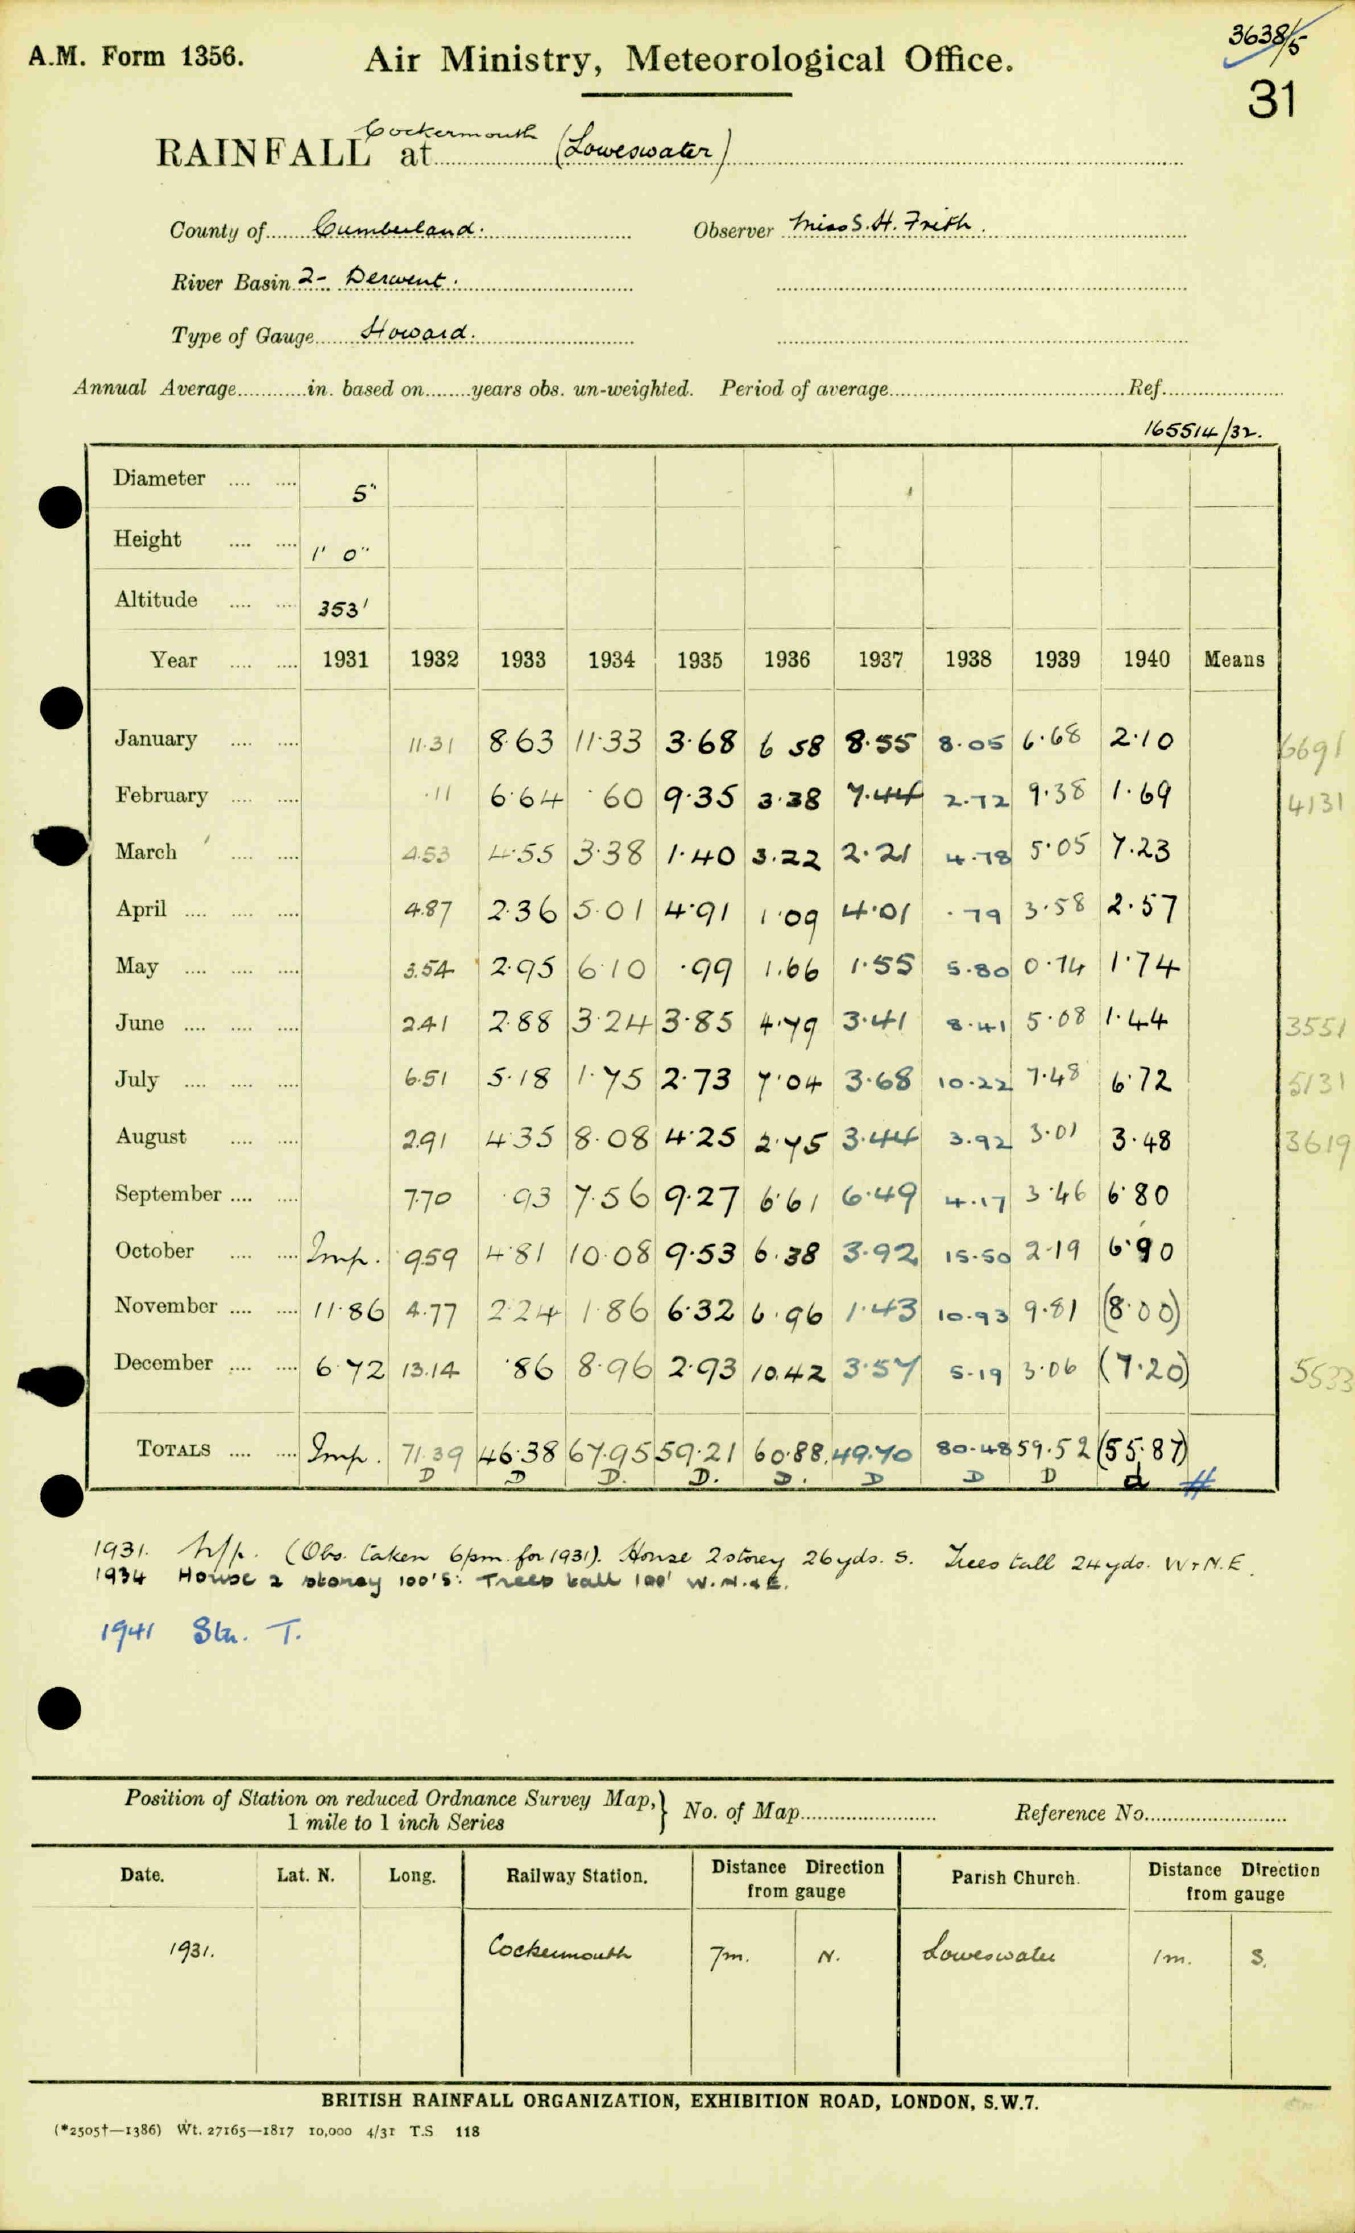 3638/5
A.M. Form 1356. Air Ministry, Meteorological Office.
31
RAINFALL at Cockermouth (Loweswater)
County of Cumberland. Observer Miss S. H. Frith.
River Basin 2- Derwent.
Type of Gauge Howard.
Annual Average in. based on years obs. un-weighted. Period of average Ref.
165514/32.
Diameter 5"
Height 1' 0"
Altitude 353'
Year 1931 1932 1933 1934 1935 1936 1937 1938 1939 1940 Means
January 11.31 8.63 11.33 3.68 6 58 8.55 8.05 6.68 2.10 6691
February .11 6.64 .60 9.35 3.38 7.44 2.72 9.38 1.69 4131
March 4.53 4.55 3.38 1.40 3.22 2.21 4.78 5.05 7.23
April 4.87 2.36 5.01 4.91 1.09 4.01 .79 3.58 2.57
May 3.54 2.95 6.10 .99 1.66 1.55 5.80 0.74 1.74
June 2.41 2.88 3.24 3.85 4.79 3.41 8.41 5.08 1.44 3551
July 6.51 5.18 1.75 2.73 7.04 3.68 10.22 7.48 6.72 5131
August 2.91 4.35 8.08 4.25 2.75 3.44 3.92 3.01 3.48 3619
September 7.70 .93 7.56 9.27 6.61 6.49 4.17 3.46 6.80
October Imp. 9.59 4.81 10.08 9.53 6.38 3.92 15.50 2.19 6.90
November 11.86 4.77 2.24 1.86 6.32 6.96 1.43 10.93 9.81 (8.00)
December 6.72 13.14 .86 8.96 2.93 10.42 3.57 5.19 3.06 (7.20) 5533
TOTALS Imp. 71.39 46.38 67.95 59.21 60.88 49.70 80.48 59.52 (55.87)
D D D. D. D. D D D d #
1931. (Obs. taken 6pm. for 1931). House 2 storey 26yds. S. Trees tall 24yds. W & N.E.
1934 House 2 storey 100'S. Trees tall 100' W.N.&E.
1941 Stn. T.
Position of Station on reduced Ordnance Survey Map, } No. of Map Reference No.
1 mile to 1 inch Series
Date. Lat. N. Long. Railway Station. Distance Direction from gauge Parish Church. Distance Direction from gauge
1931. Cockermouth 7m. N. Loweswater 1m. S.
BRITISH RAINFALL ORGANIZATION, EXHIBITION ROAD, LONDON, S.W.7.
(*2505†—1386) Wt. 27165—1817 10,000 4/31 T.S 118